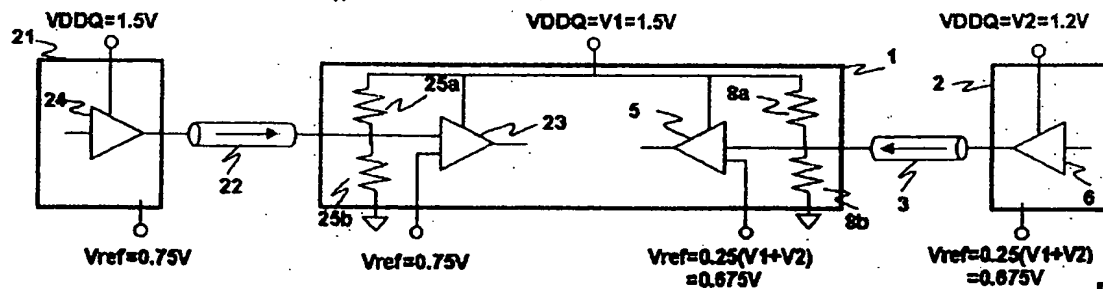 VDDQ=1.5V
VDDQ=V1=1.5V
VDDQ=V2=1.2V
21
1
24
25a
23
5
8a
2
22
25b
8b
3
6
Vref=0.75V
Vref=0.75V
Vref=0.25(V1+V2)
=0.675V
Vref=0.25(V1+V2)
=0.675V